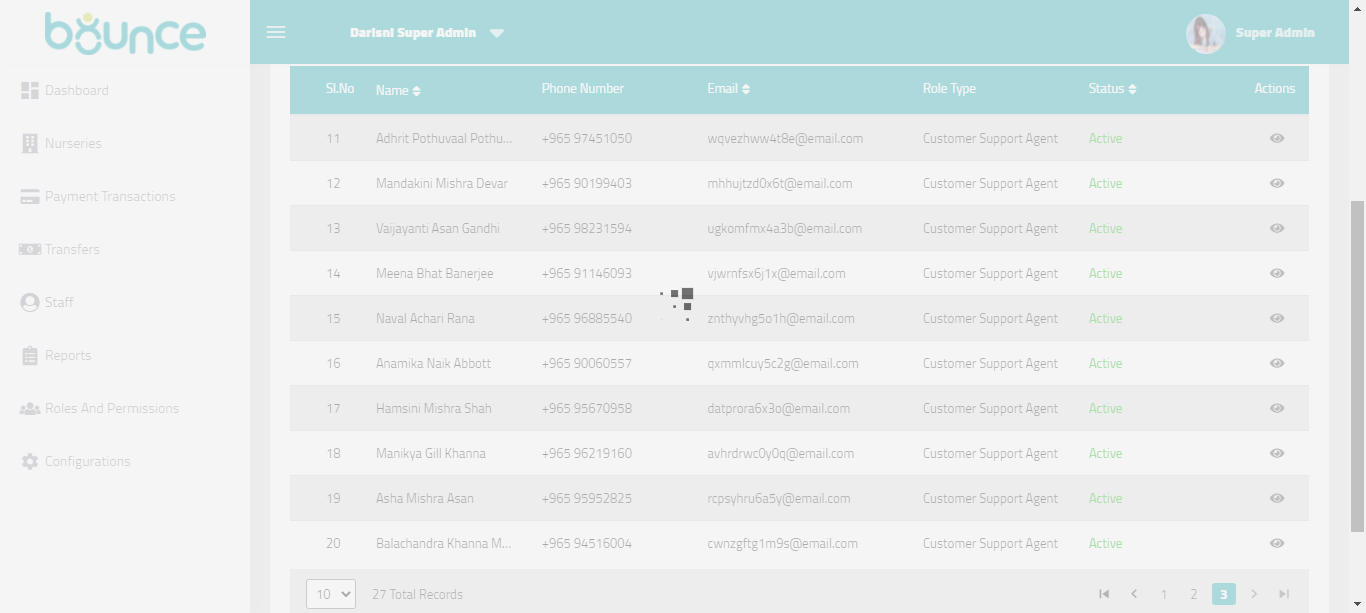 bounce
Darisni Super Admin
Super Admin
Dashboard
Nurseries
Payment Transactions
Transfers
Staff
Reports
Roles And Permissions
Configurations
Sl.No Name Phone Number Email Role Type Status Actions
11 Adhrit Pothuvaal Pothu... +965 97451050 wqvezhww4t8e@email.com Customer Support Agent Active
12 Mandakini Mishra Devar +965 90199403 mhhujtzd0x6t@email.com Customer Support Agent Active
13 Vaijayanti Asan Gandhi +965 98231594 ugkomfmx4a3b@email.com Customer Support Agent Active
14 Meena Bhat Banerjee +965 91146093 vjwrnfsx6j1x@email.com Customer Support Agent Active
15 Naval Achari Rana +965 96885540 znthyvhg5o1h@email.com Customer Support Agent Active
16 Anamika Naik Abbott +965 90060557 qxmmlcuy5c2g@email.com Customer Support Agent Active
17 Hamsini Mishra Shah +965 95670958 datprora6x3o@email.com Customer Support Agent Active
18 Manikya Gill Khanna +965 96219160 avhrdrwc0y0q@email.com Customer Support Agent Active
19 Asha Mishra Asan +965 95952825 rcpsyhru6a5y@email.com Customer Support Agent Active
20 Balachandra Khanna M... +965 94516004 cwnzgftg1m9s@email.com Customer Support Agent Active
10 27 Total Records 1 2 3